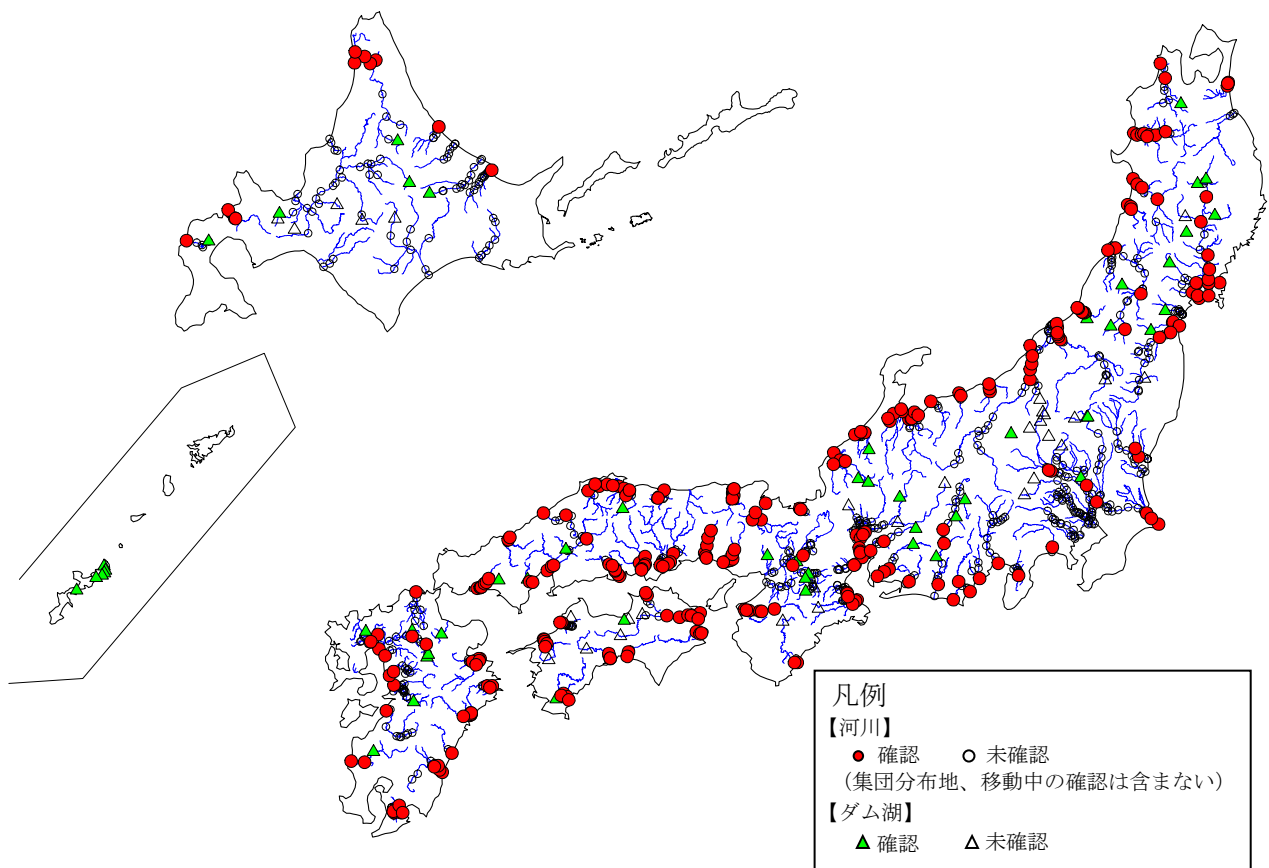 凡例
【河川】
確認 未確認
（集団分布地、移動中の確認は含まない）
【ダム湖】
確認 未確認